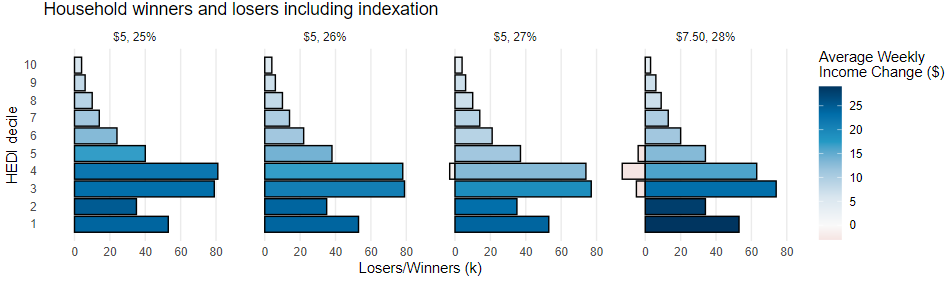 Household winners and losers including indexation
$5, 25%
$5, 26%
$5, 27%
$7.50, 28%
Average Weekly
Income Change ($)
25
20
15
10
5
0
HEDI decile
10
9
8
7
6
5
4
3
2
1
0 20 40 60 80
0 20 40 60 80
0 20 40 60 80
0 20 40 60 80
Losers/Winners (k)